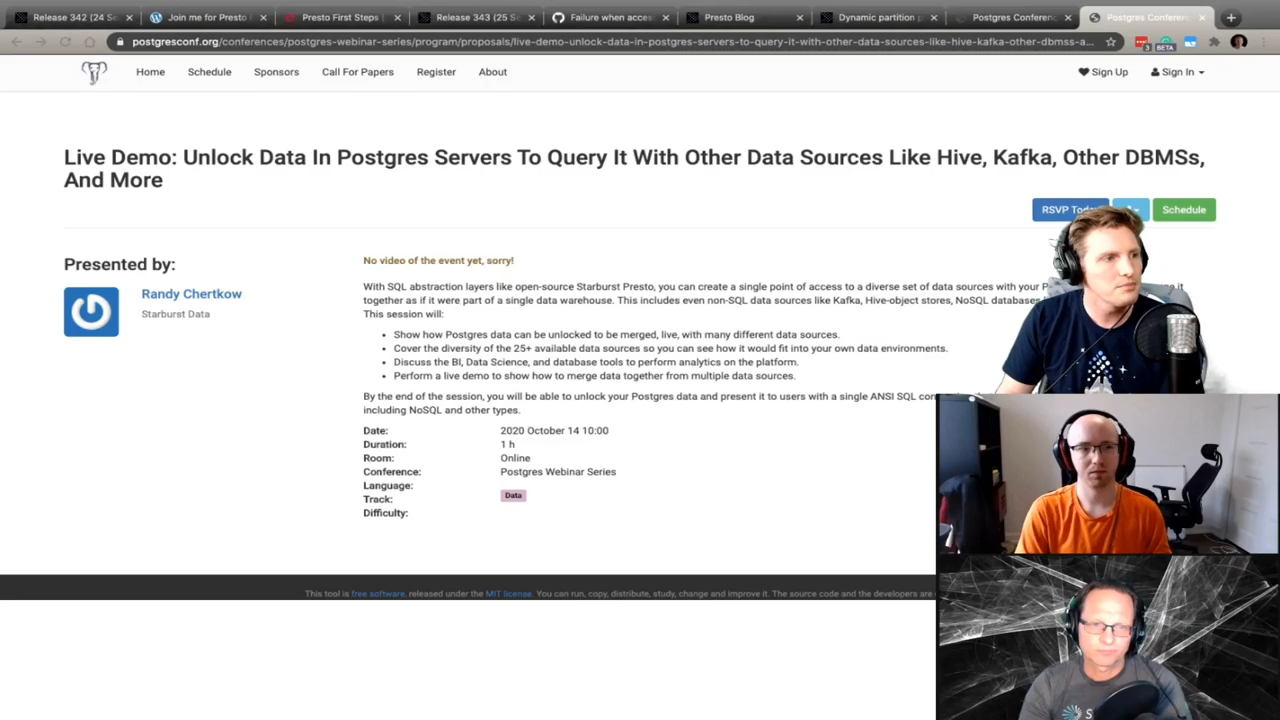 Release 342 (24 Se
Join me for Presto
Presto First Steps
Release 343 (25 S
Failure when acce
Presto Blog
Dynamic partition
Postgres Conferenc
Postgres Conferenc
postgresconf.org/conferences/postgres-webinar-series/program/proposals/live-demo-unlock-data-in-postgres-servers-to-query-it-with-other-data-sources-like-hive-kafka-other-dbmss-a...
3
BETA
Home
Schedule
Sponsors
Call For Papers
Register
About
Sign Up
Sign In
Live Demo: Unlock Data In Postgres Servers To Query It With Other Data Sources Like Hive, Kafka, Other DBMSs,
And More
RSVP Tod
Schedule
Presented by:
Randy Chertkow
Starburst Data
No video of the event yet, sorry!
With SQL abstraction layers like open-source Starburst Presto, you can create a single point of access to a diverse set of data sources with your P
together as if it were part of a single data warehouse. This includes even non-SQL data sources like Kafka, Hive-object stores, NoSQL databases
This session will:
• Show how Postgres data can be unlocked to be merged, live, with many different data sources.
• Cover the diversity of the 25+ available data sources so you can see how it would fit into your own data environments.
• Discuss the BI, Data Science, and database tools to perform analytics on the platform.
• Perform a live demo to show how to merge data together from multiple data sources.
By the end of the session, you will be able to unlock your Postgres data and present it to users with a single ANSI SQL con
including NoSQL and other types.
Date: 2020 October 14 10:00
Duration: 1 h
Room: Online
Conference: Postgres Webinar Series
Language:
Track: Data
Difficulty:
This tool is free software, released under the MIT license. You can run, copy, distribute, study, change and improve it. The source code and the developers are